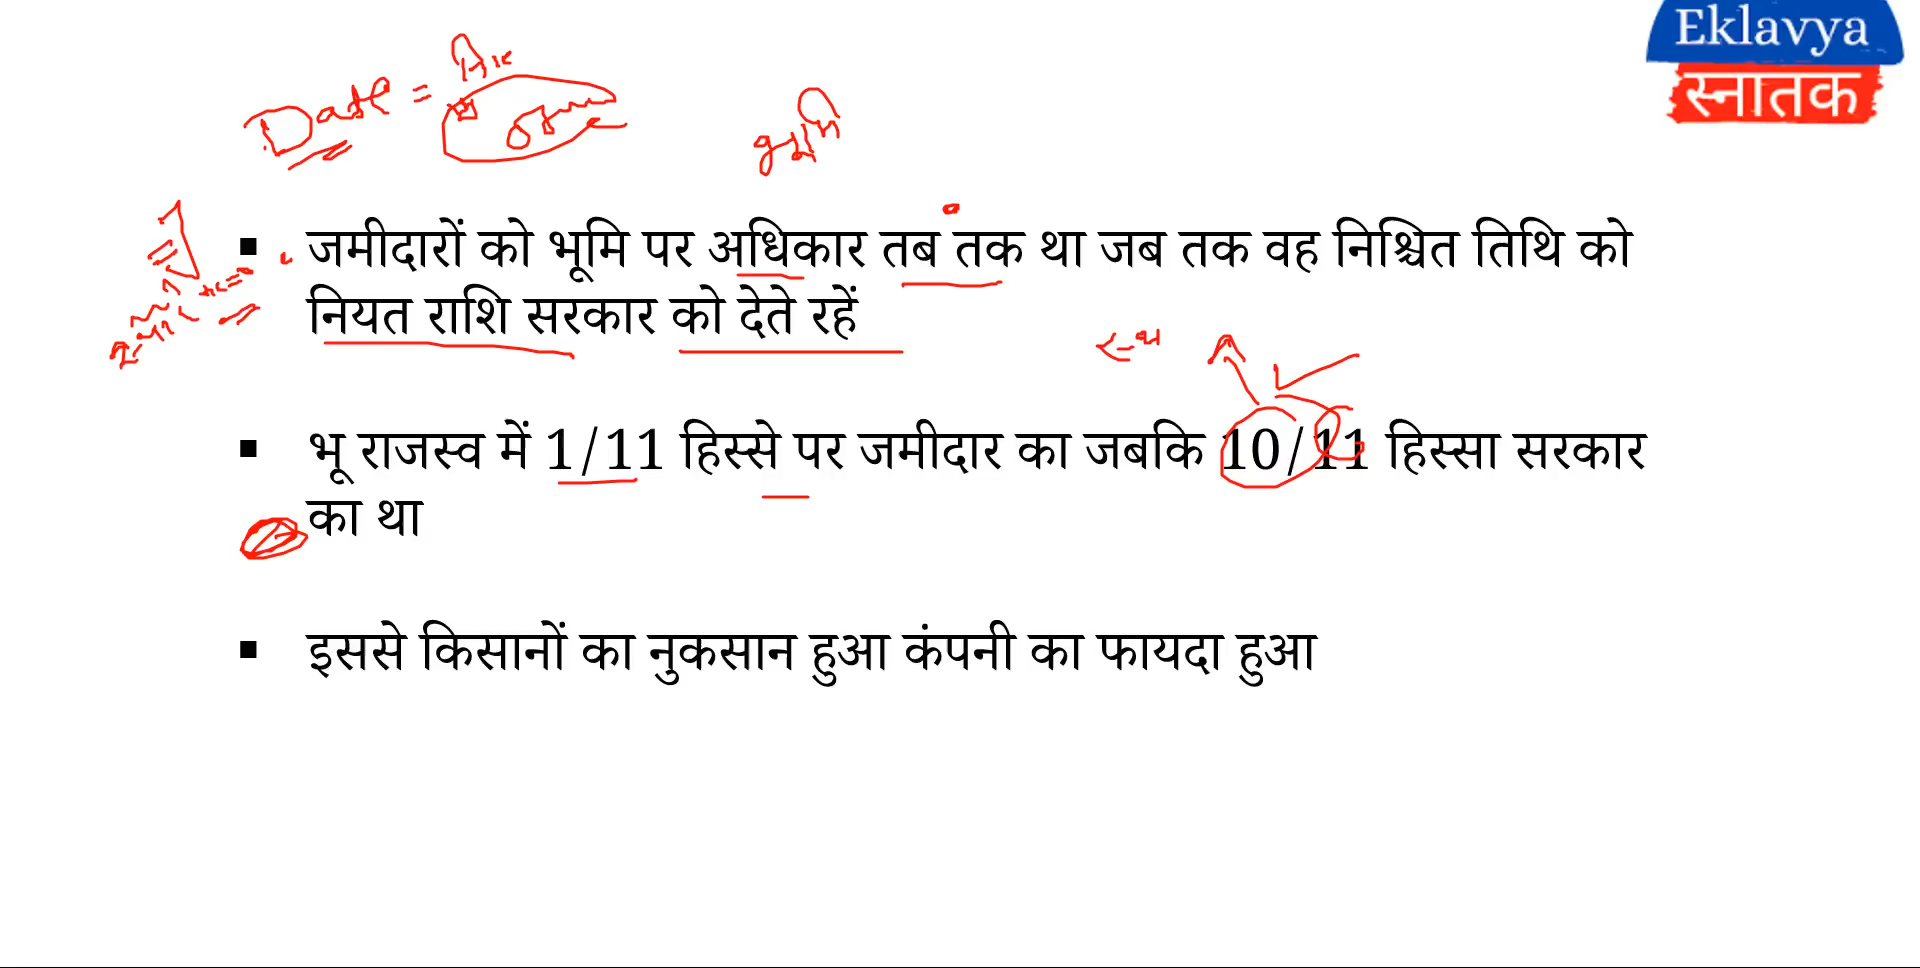 Eklavya
स्नातक
Date =
▪ जमीदारों को भूमि पर अधिकार तब तक था जब तक वह निश्चित तिथि को
नियत राशि सरकार को देते रहें
▪ भू राजस्व में 1/11 हिस्से पर जमीदार का जबकि 10/11 हिस्सा सरकार
का था
▪ इससे किसानों का नुकसान हुआ कंपनी का फायदा हुआ